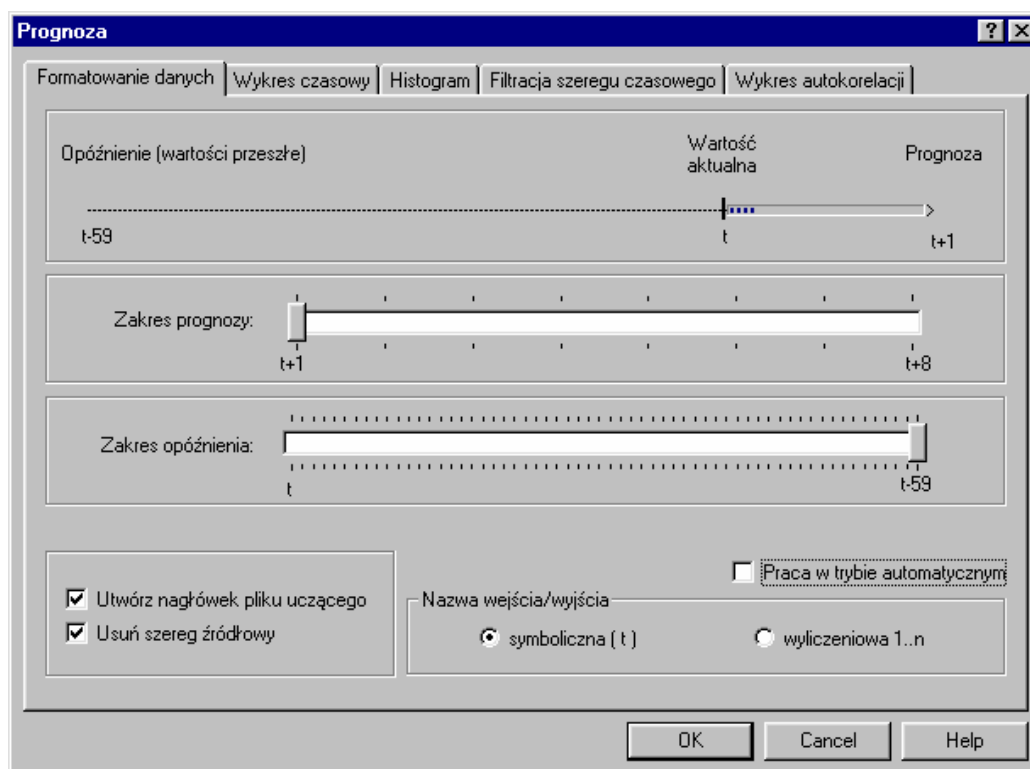 Prognoza
Formatowanie danych
Wykres czasowy
Histogram
Filtracja szeregu czasowego
Wykres autokorelacji
Opóźnienie (wartości przeszłe)
Wartość
aktualna
Prognoza
t-59
t
t+1
Zakres prognozy:
t+1
t+8
Zakres opóźnienia:
t
t-59
Praca w trybie automatycznym
Utwórz nagłówek pliku uczącego
Usuń szereg źródłowy
Nazwa wejścia/wyjścia
symboliczna ( t )
wyliczeniowa 1..n
OK
Cancel
Help